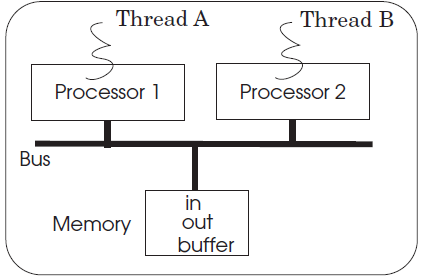 Thread A
Thread B
Processor 1
Processor 2
Bus
Memory
in
out
buffer